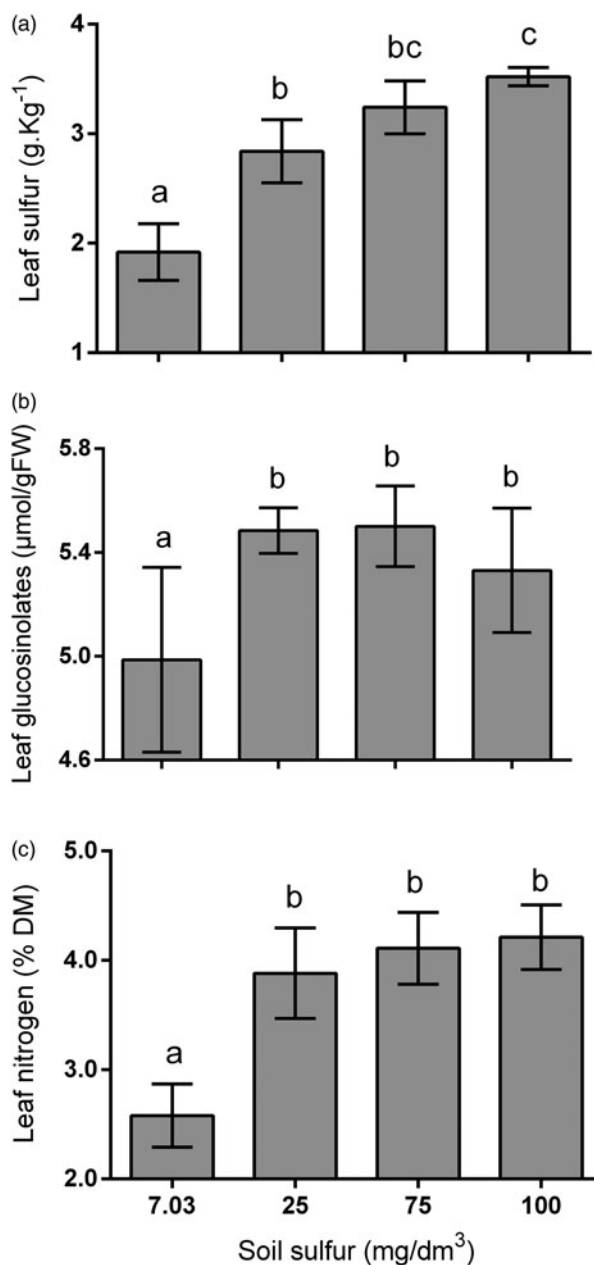 (a)
Leaf sulfur (g.Kg⁻¹)
4
3
2
1
a
b
bc
c
(b)
Leaf glucosinolates (µmol/gFW)
5.8
5.4
5.0
4.6
a
b
b
b
(c)
Leaf nitrogen (% DM)
5.0
4.0
3.0
2.0
a
b
b
b
7.03 25 75 100
Soil sulfur (mg/dm³)